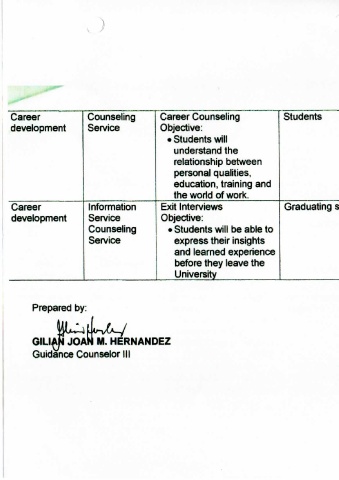 Career development
Counseling Service
Career Counseling
Objective:
• Students will
understand the
relationship between
personal qualities,
education, training and
the world of work.
Students
Career development
Information Service
Counseling Service
Exit Interviews
Objective:
• Students will be able to
express their insights
and learned experience
before they leave the
University
Graduating s
Prepared by:
GILIAN JOAN M. HERNANDEZ
Guidance Counselor III